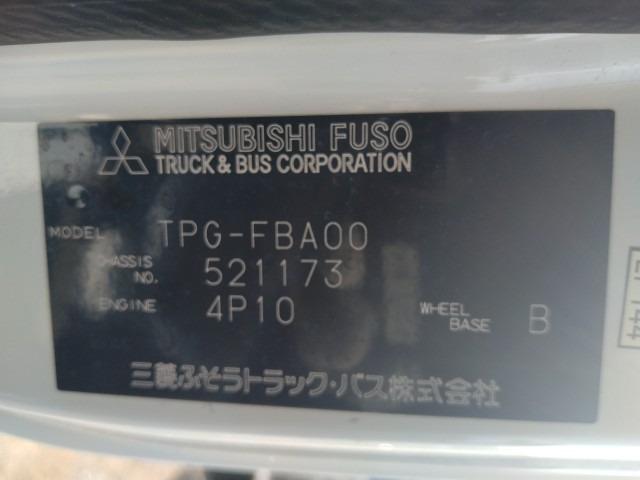 MITSUBISHI FUSO
TRUCK & BUS CORPORATION
MODEL TPG-FBA00
CHASSIS NO. 521173
ENGINE 4P10 WHEEL BASE B
三菱ふそうトラック・バス株式会社